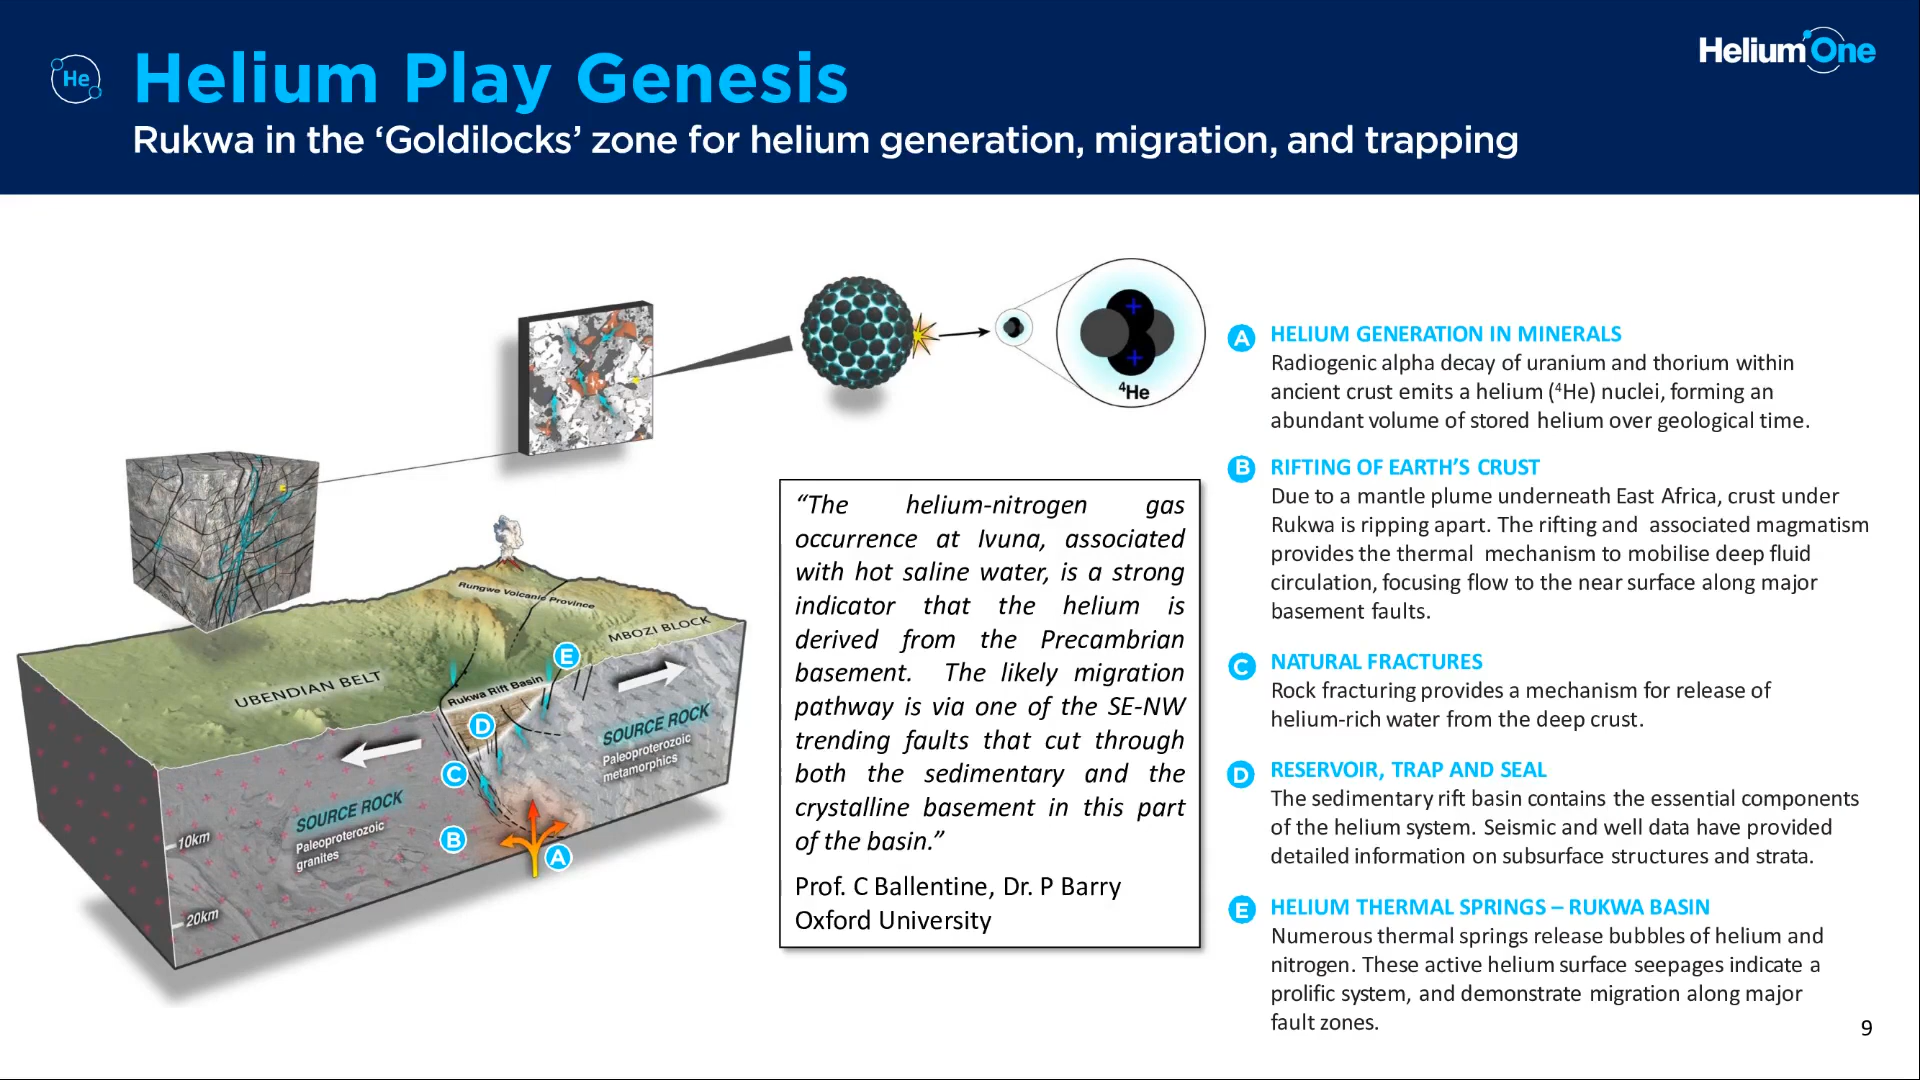 He
Helium Play Genesis
HeliumOne
Rukwa in the ‘Goldilocks’ zone for helium generation, migration, and trapping
+
+
⁴He
Rungwe Volcanic Province
MBOZI BLOCK
UBENDIAN BELT
Rukwa Rift Basin
E
D
C
B
A
SOURCE ROCK
Paleoproterozoic
metamorphics
SOURCE ROCK
Paleoproterozoic
granites
10km
20km
“The helium-nitrogen gas
occurrence at Ivuna, associated
with hot saline water, is a strong
indicator that the helium is
derived from the Precambrian
basement. The likely migration
pathway is via one of the SE-NW
trending faults that cut through
both the sedimentary and the
crystalline basement in this part
of the basin.”
Prof. C Ballentine, Dr. P Barry
Oxford University
A HELIUM GENERATION IN MINERALS
Radiogenic alpha decay of uranium and thorium within
ancient crust emits a helium (⁴He) nuclei, forming an
abundant volume of stored helium over geological time.
B RIFTING OF EARTH’S CRUST
Due to a mantle plume underneath East Africa, crust under
Rukwa is ripping apart. The rifting and associated magmatism
provides the thermal mechanism to mobilise deep fluid
circulation, focusing flow to the near surface along major
basement faults.
C NATURAL FRACTURES
Rock fracturing provides a mechanism for release of
helium-rich water from the deep crust.
D RESERVOIR, TRAP AND SEAL
The sedimentary rift basin contains the essential components
of the helium system. Seismic and well data have provided
detailed information on subsurface structures and strata.
E HELIUM THERMAL SPRINGS – RUKWA BASIN
Numerous thermal springs release bubbles of helium and
nitrogen. These active helium surface seepages indicate a
prolific system, and demonstrate migration along major
fault zones.
9